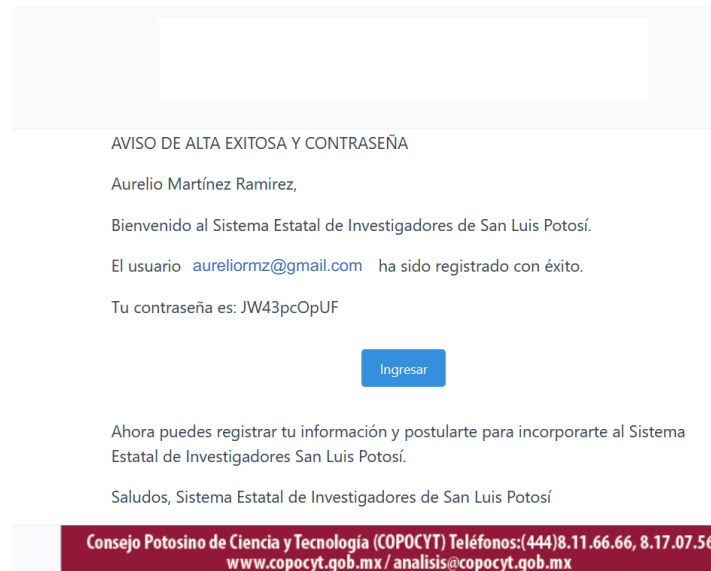 AVISO DE ALTA EXITOSA Y CONTRASEÑA
Aurelio Martínez Ramirez,
Bienvenido al Sistema Estatal de Investigadores de San Luis Potosí.
El usuario aureliormz@gmail.com ha sido registrado con éxito.
Tu contraseña es: JW43pcOpUF
Ingresar
Ahora puedes registrar tu información y postularte para incorporarte al Sistema
Estatal de Investigadores San Luis Potosí.
Saludos, Sistema Estatal de Investigadores de San Luis Potosí
Consejo Potosino de Ciencia y Tecnología (COPOCYT) Teléfonos:(444)8.11.66.66, 8.17.07.56
www.copocyt.gob.mx / analisis@copocyt.gob.mx